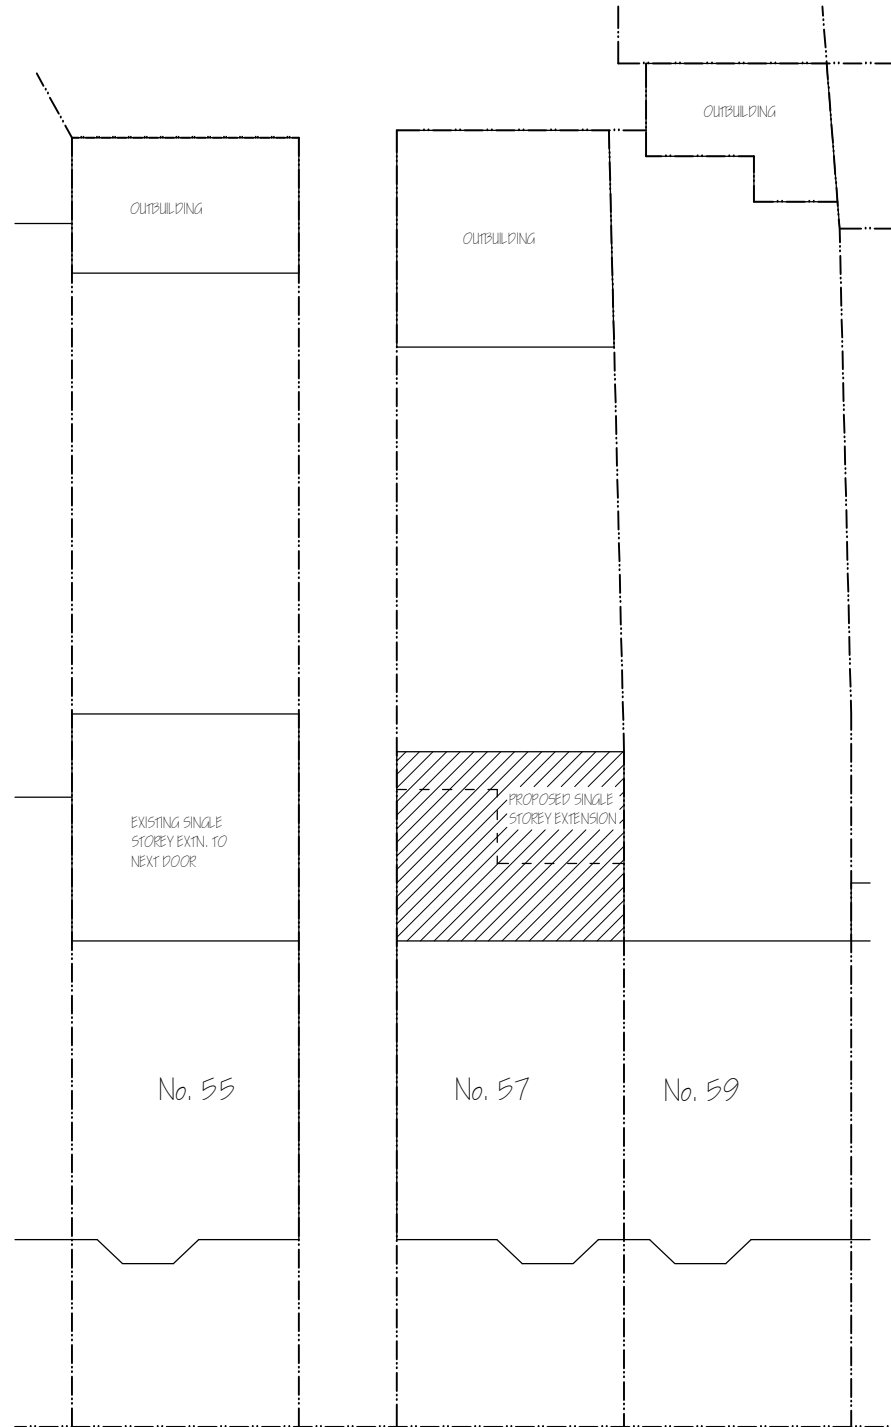 OUTBUILDING
OUTBUILDING
OUTBUILDING
PROPOSED SINGLE
STOREY EXTENSION
EXISTING SINGLE
STOREY EXTN. TO
NEXT DOOR
No. 55
No. 57
No. 59